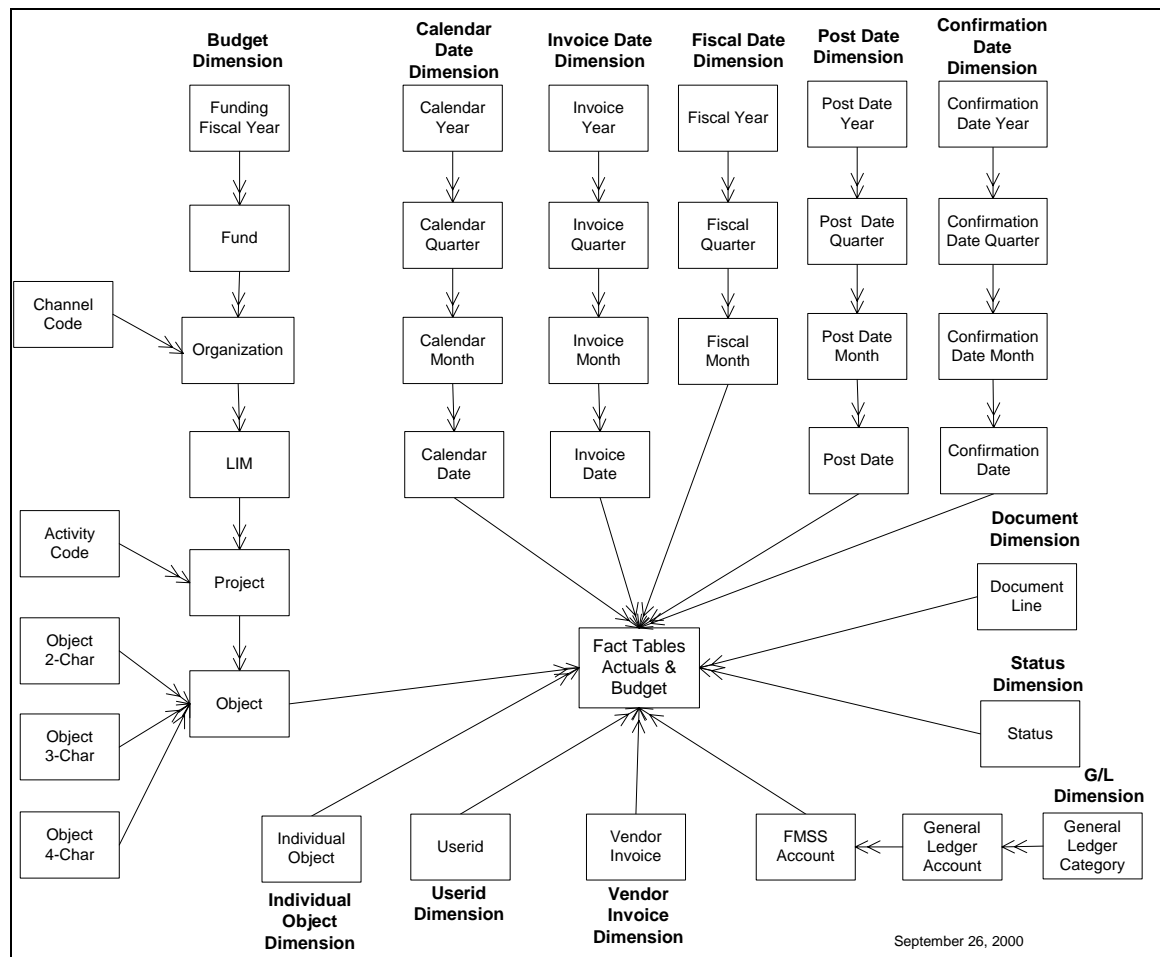 Budget
Dimension
Calendar
Date
Dimension
Invoice Date
Dimension
Fiscal Date
Dimension
Post Date
Dimension
Confirmation
Date
Dimension
Funding
Fiscal Year
Calendar
Year
Invoice
Year
Fiscal Year
Post Date
Year
Confirmation
Date Year
Fund
Calendar
Quarter
Invoice
Quarter
Fiscal
Quarter
Post Date
Quarter
Confirmation
Date Quarter
Channel
Code
Organization
Calendar
Month
Invoice
Month
Fiscal
Month
Post Date
Month
Confirmation
Date Month
LIM
Calendar
Date
Invoice
Date
Post Date
Confirmation
Date
Activity
Code
Project
Document
Dimension
Document
Line
Object
2-Char
Object
Fact Tables
Actuals &
Budget
Status
Dimension
Status
Object
3-Char
Object
4-Char
G/L
Dimension
Individual
Object
Userid
Vendor
Invoice
FMSS
Account
General
Ledger
Account
General
Ledger
Category
Individual
Object
Dimension
Userid
Dimension
Vendor
Invoice
Dimension
September 26, 2000